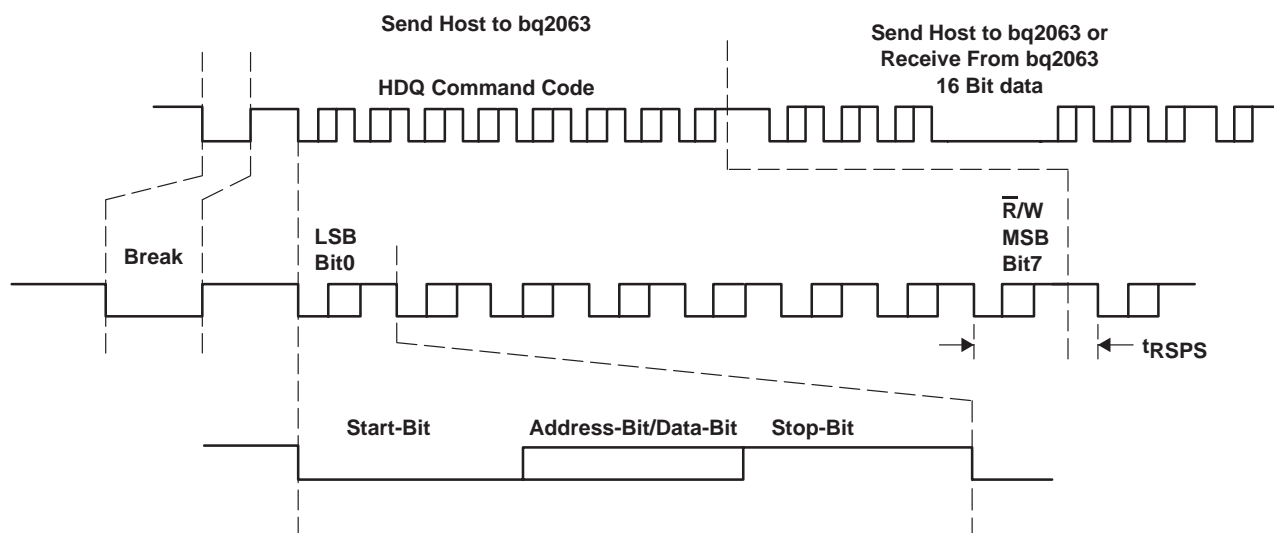 Send Host to bq2063
Send Host to bq2063 or
Receive From bq2063
16 Bit data
HDQ Command Code
Break
LSB
Bit0
R̅/W
MSB
Bit7
tRSPS
Start-Bit
Address-Bit/Data-Bit
Stop-Bit